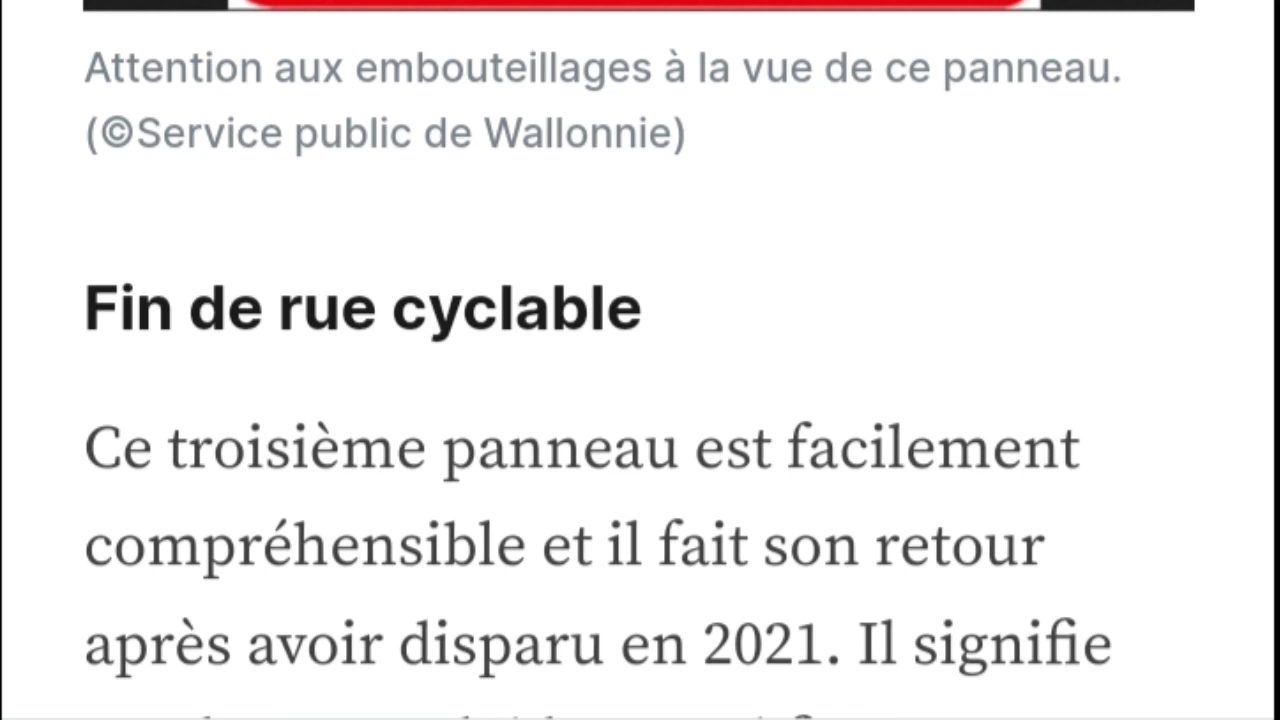 Attention aux embouteillages à la vue de ce panneau.
(©Service public de Wallonnie)
Fin de rue cyclable
Ce troisième panneau est facilement
compréhensible et il fait son retour
après avoir disparu en 2021. Il signifie